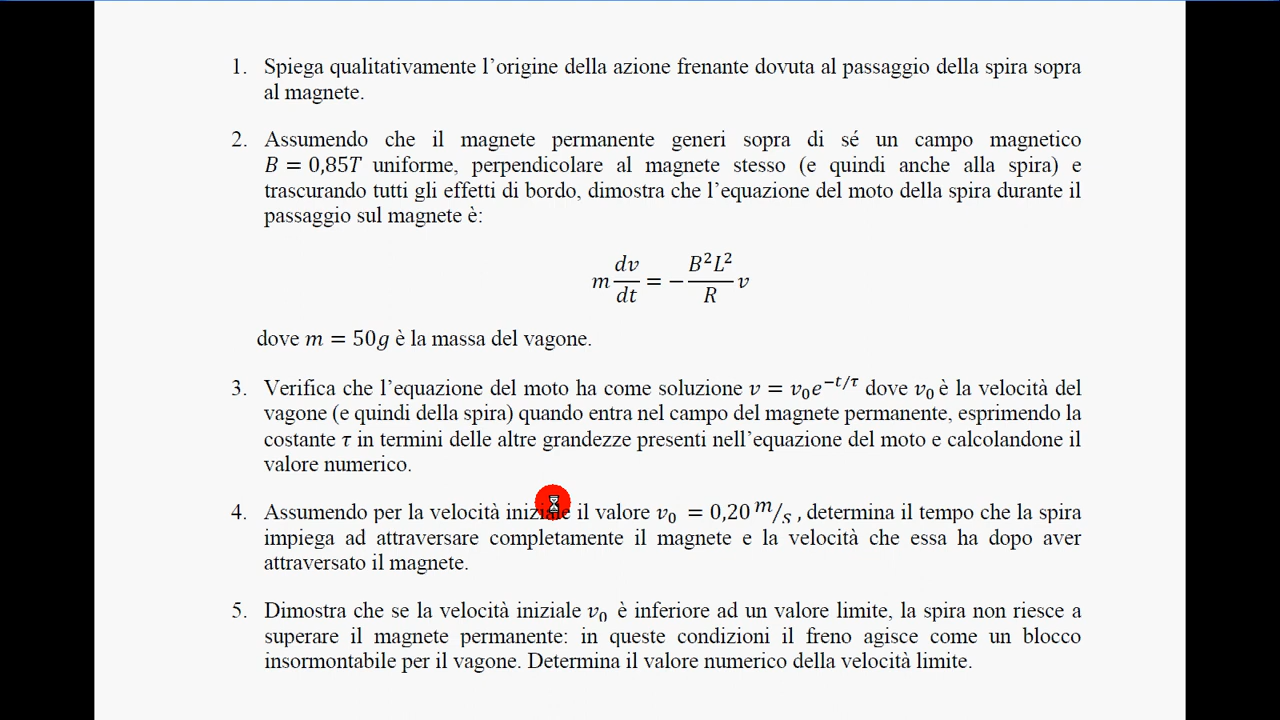 1. Spiega qualitativamente l’origine della azione frenante dovuta al passaggio della spira sopra
al magnete.
2. Assumendo che il magnete permanente generi sopra di sé un campo magnetico
B = 0,85T uniforme, perpendicolare al magnete stesso (e quindi anche alla spira) e
trascurando tutti gli effetti di bordo, dimostra che l’equazione del moto della spira durante il
passaggio sul magnete è:
m dv/dt = − B²L²/R v
dove m = 50g è la massa del vagone.
3. Verifica che l’equazione del moto ha come soluzione v = v₀e^(−t/τ) dove v₀ è la velocità del
vagone (e quindi della spira) quando entra nel campo del magnete permanente, esprimendo la
costante τ in termini delle altre grandezze presenti nell’equazione del moto e calcolandone il
valore numerico.
4. Assumendo per la velocità iniziale il valore v₀ = 0,20 m/s , determina il tempo che la spira
impiega ad attraversare completamente il magnete e la velocità che essa ha dopo aver
attraversato il magnete.
5. Dimostra che se la velocità iniziale v₀ è inferiore ad un valore limite, la spira non riesce a
superare il magnete permanente: in queste condizioni il freno agisce come un blocco
insormontabile per il vagone. Determina il valore numerico della velocità limite.